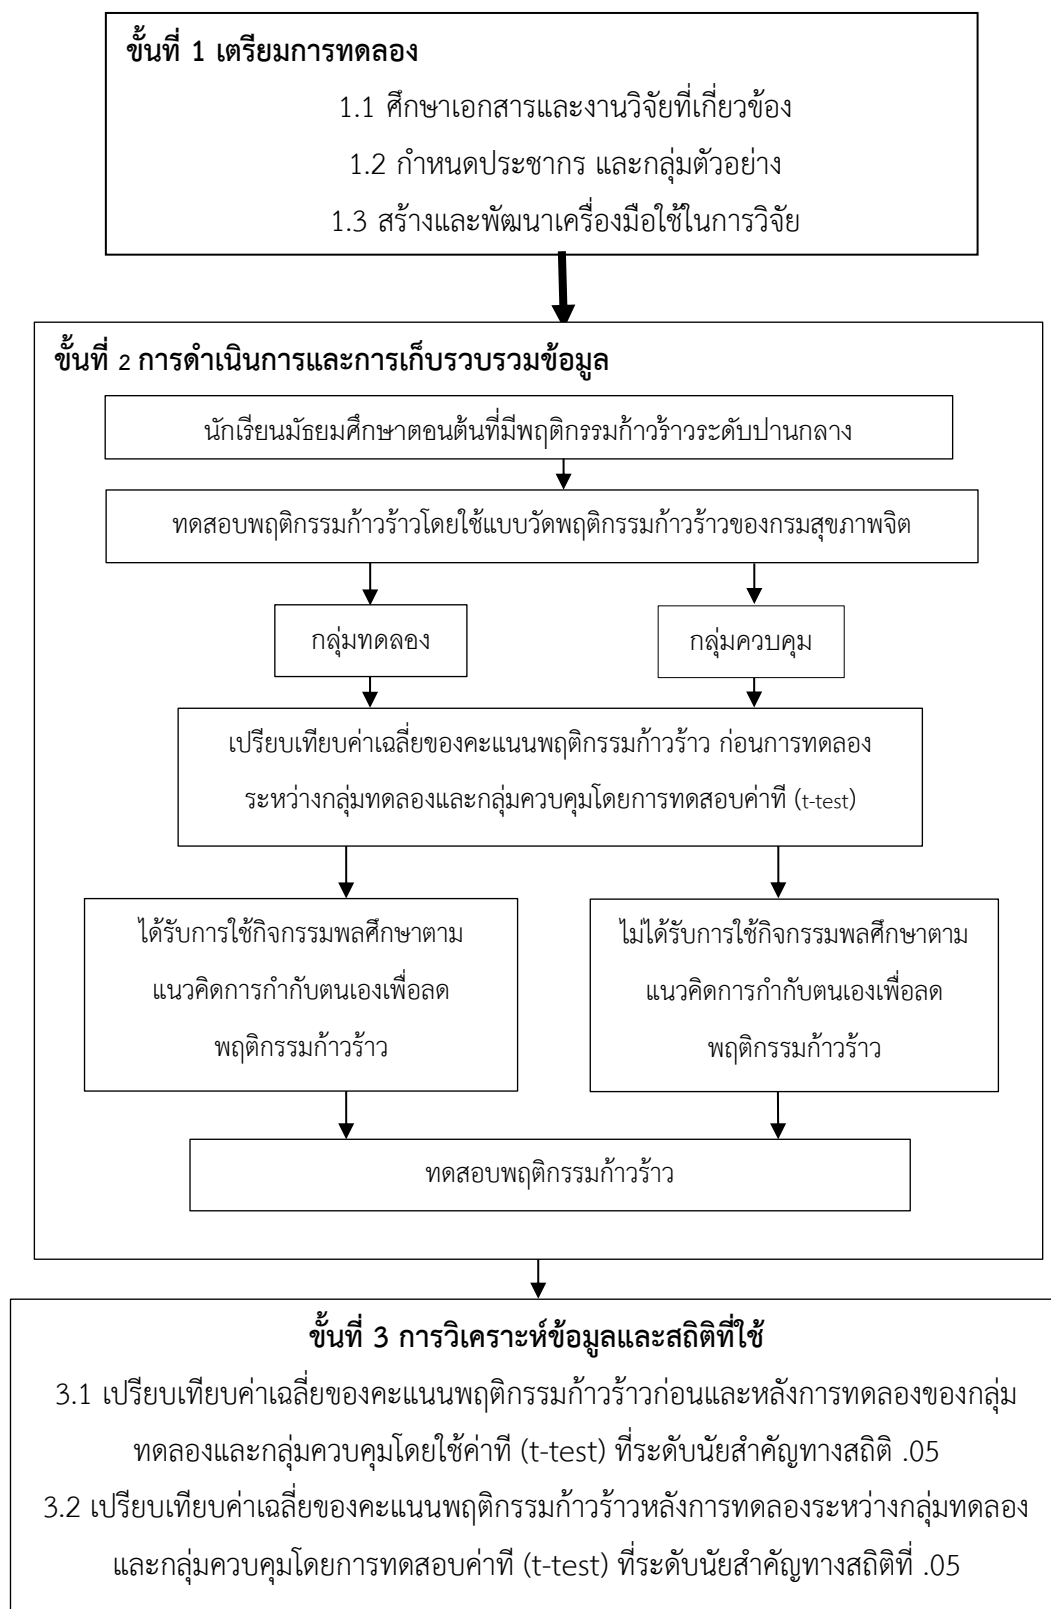 ขั้นที่ 1 เตรียมการทดลอง
1.1 ศึกษาเอกสารและงานวิจัยที่เกี่ยวข้อง
1.2 กำหนดประชากร และกลุ่มตัวอย่าง
1.3 สร้างและพัฒนาเครื่องมือใช้ในการวิจัย
ขั้นที่ 2 การดำเนินการและการเก็บรวบรวมข้อมูล
นักเรียนมัธยมศึกษาตอนต้นที่มีพฤติกรรมก้าวร้าวระดับปานกลาง
ทดสอบพฤติกรรมก้าวร้าวโดยใช้แบบวัดพฤติกรรมก้าวร้าวของกรมสุขภาพจิต
กลุ่มทดลอง
กลุ่มควบคุม
เปรียบเทียบค่าเฉลี่ยของคะแนนพฤติกรรมก้าวร้าว ก่อนการทดลอง
ระหว่างกลุ่มทดลองและกลุ่มควบคุมโดยการทดสอบค่าที (t-test)
ได้รับการใช้กิจกรรมพลศึกษาตาม
แนวคิดการกำกับตนเองเพื่อลด
พฤติกรรมก้าวร้าว
ไม่ได้รับการใช้กิจกรรมพลศึกษาตาม
แนวคิดการกำกับตนเองเพื่อลด
พฤติกรรมก้าวร้าว
ทดสอบพฤติกรรมก้าวร้าว
ขั้นที่ 3 การวิเคราะห์ข้อมูลและสถิติที่ใช้
3.1 เปรียบเทียบค่าเฉลี่ยของคะแนนพฤติกรรมก้าวร้าวก่อนและหลังการทดลองของกลุ่ม
ทดลองและกลุ่มควบคุมโดยใช้ค่าที (t-test) ที่ระดับนัยสำคัญทางสถิติ .05
3.2 เปรียบเทียบค่าเฉลี่ยของคะแนนพฤติกรรมก้าวร้าวหลังการทดลองระหว่างกลุ่มทดลอง
และกลุ่มควบคุมโดยการทดสอบค่าที (t-test) ที่ระดับนัยสำคัญทางสถิติที่ .05